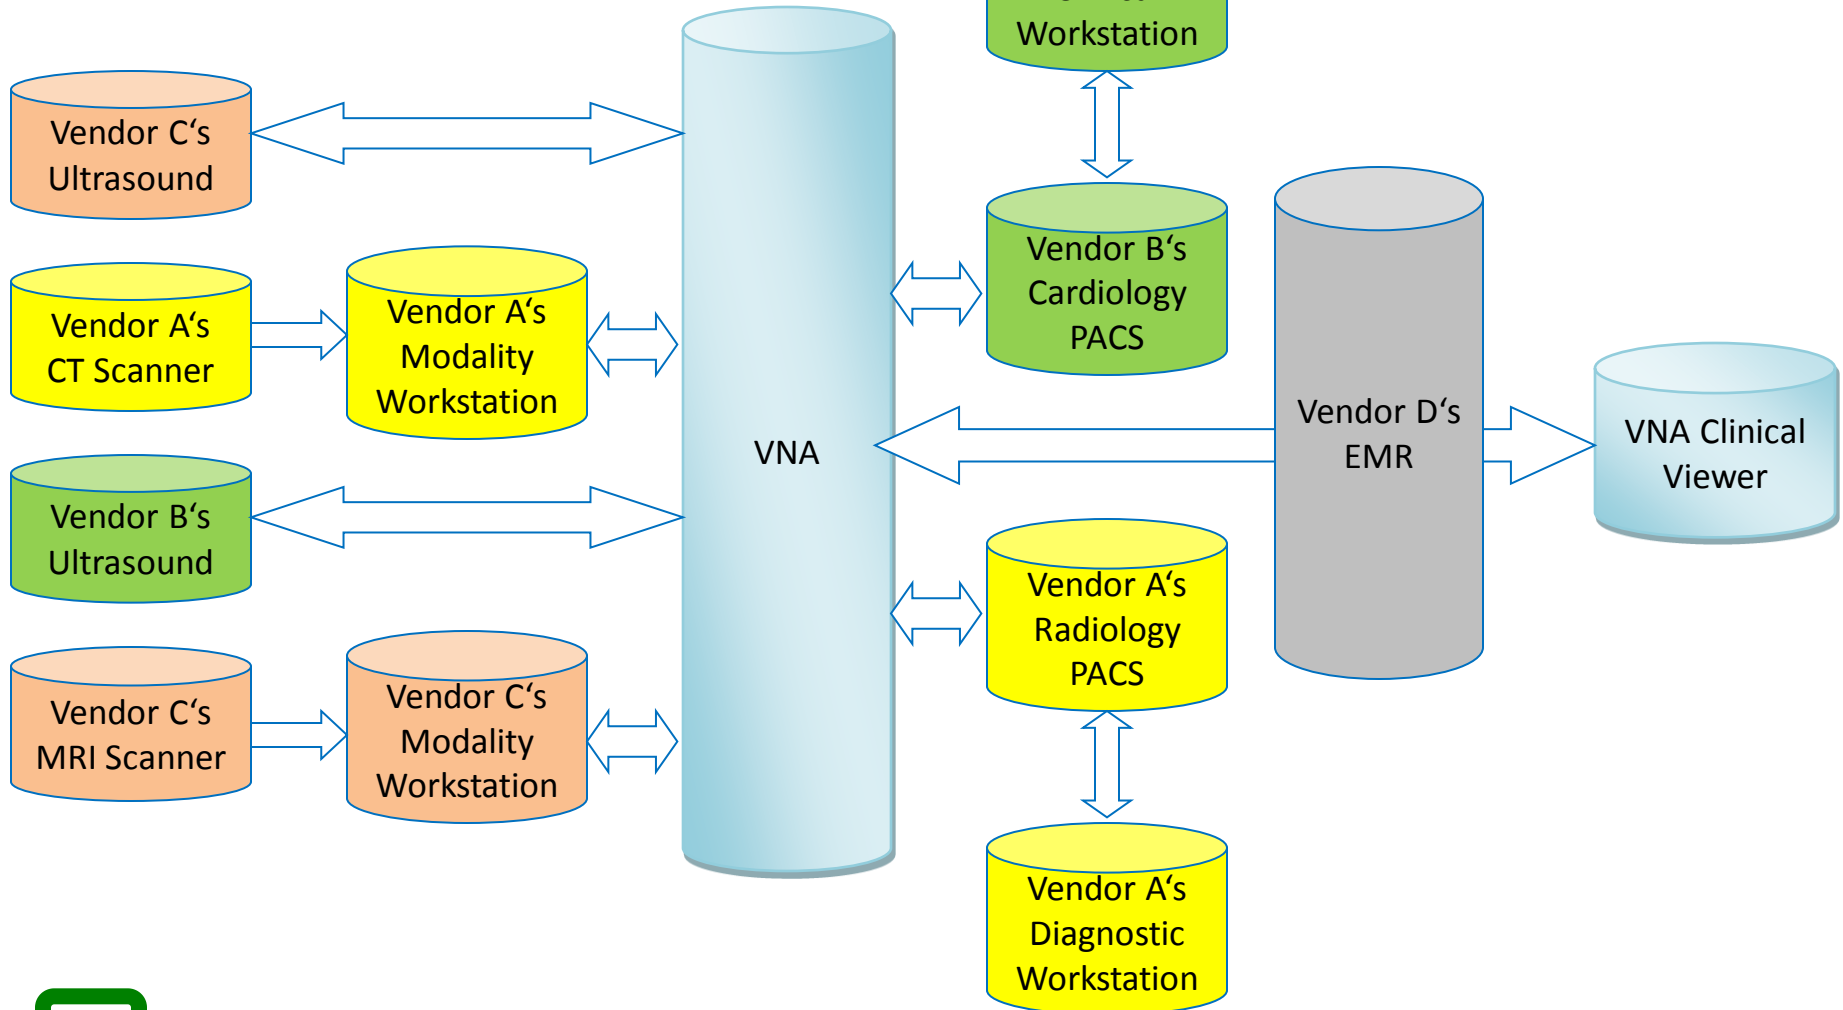 Workstation
Vendor C‘s
Ultrasound
Vendor A‘s
CT Scanner
Vendor A‘s
Modality
Workstation
Vendor B‘s
Ultrasound
Vendor C‘s
MRI Scanner
Vendor C‘s
Modality
Workstation
VNA
Vendor B‘s
Cardiology
PACS
Vendor A‘s
Radiology
PACS
Vendor A‘s
Diagnostic
Workstation
Vendor D‘s
EMR
VNA Clinical
Viewer